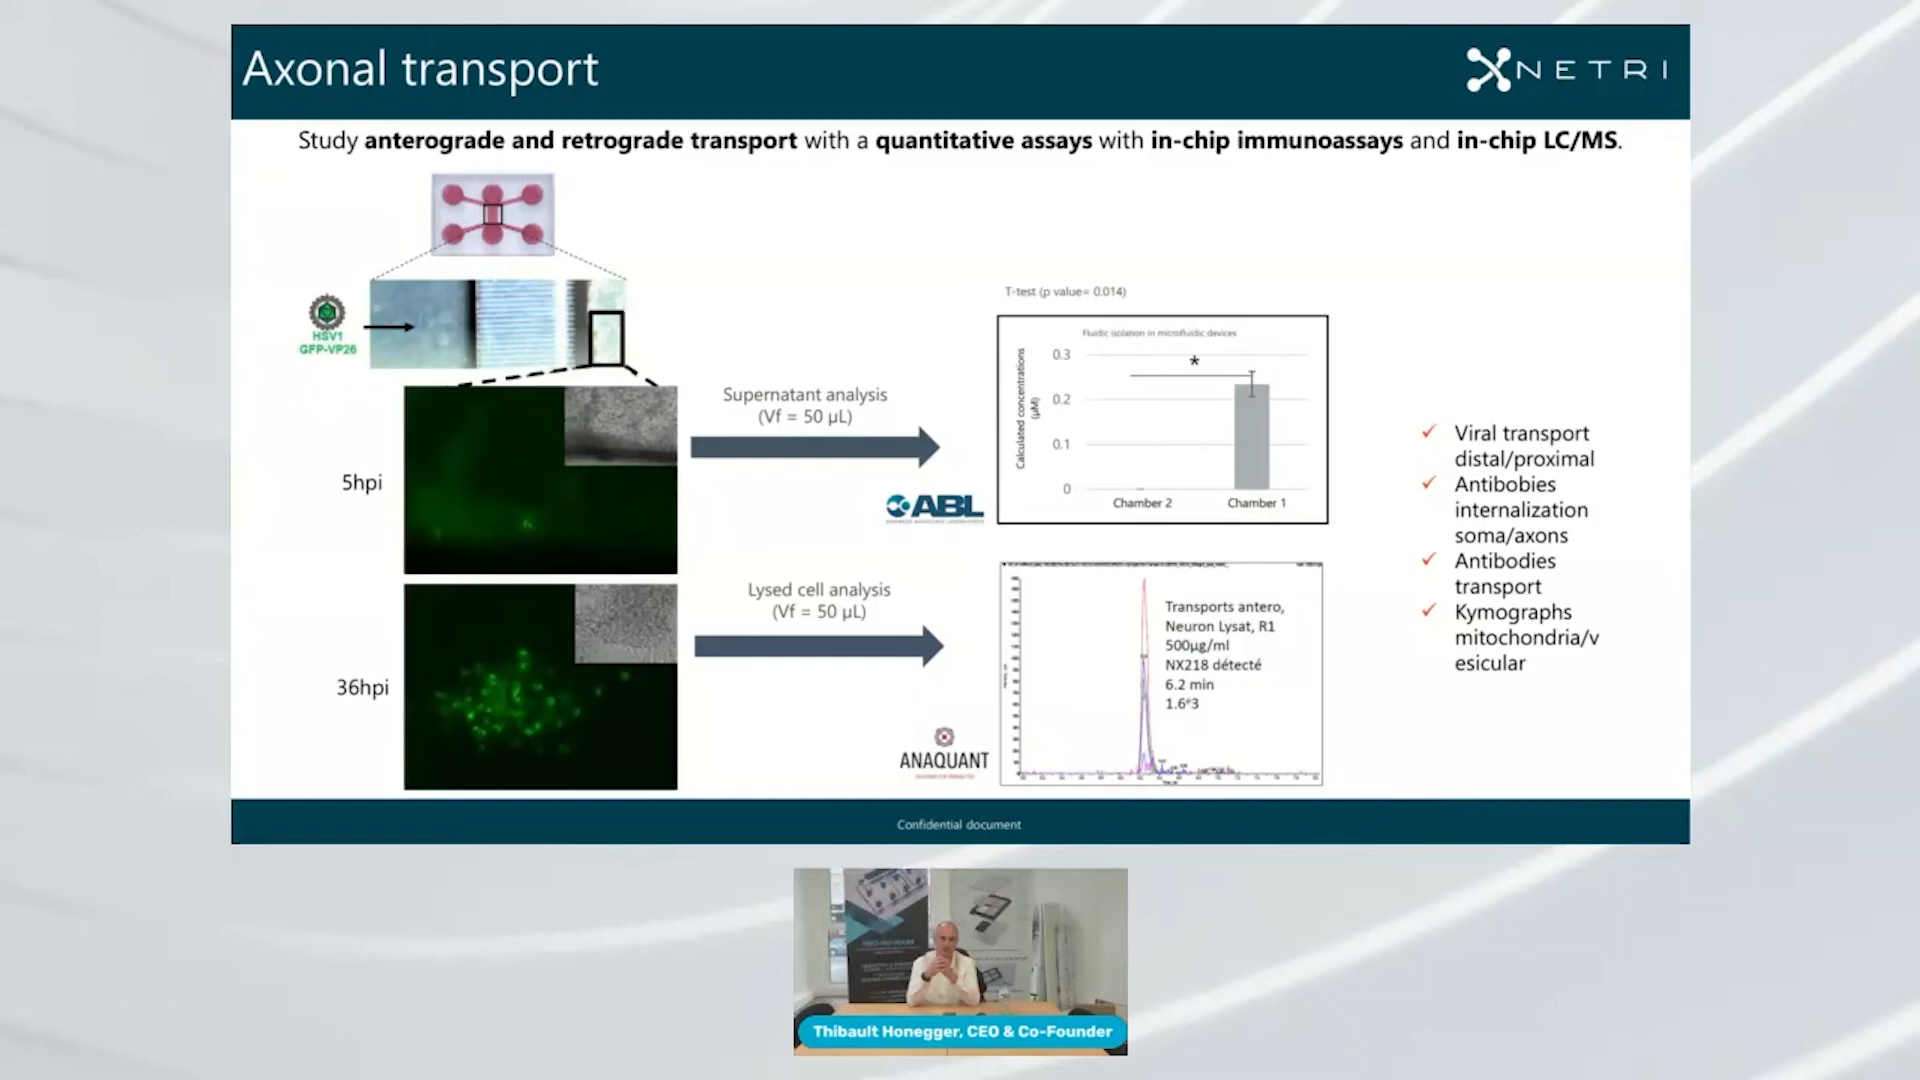 Axonal transport
NETRI
Study anterograde and retrograde transport with a quantitative assays with in-chip immunoassays and in-chip LC/MS.
HSV1
GFP-VP26
5hpi
36hpi
Supernatant analysis
(Vf = 50 µL)
ABL
Lysed cell analysis
(Vf = 50 µL)
ANAQUANT
T-test (p value= 0.014)
Fluidic isolation in microfluidic devices
Calculated concentrations
(µM)
0.3
*
0.2
0.1
0
Chamber 2
Chamber 1
Transports antero,
Neuron Lysat, R1
500µg/ml
NX218 détecté
6.2 min
1.6e3
✓ Viral transport
distal/proximal
✓ Antibobies
internalization
soma/axons
✓ Antibodies
transport
✓ Kymographs
mitochondria/v
esicular
Confidential document
Thibault Honegger, CEO & Co-Founder